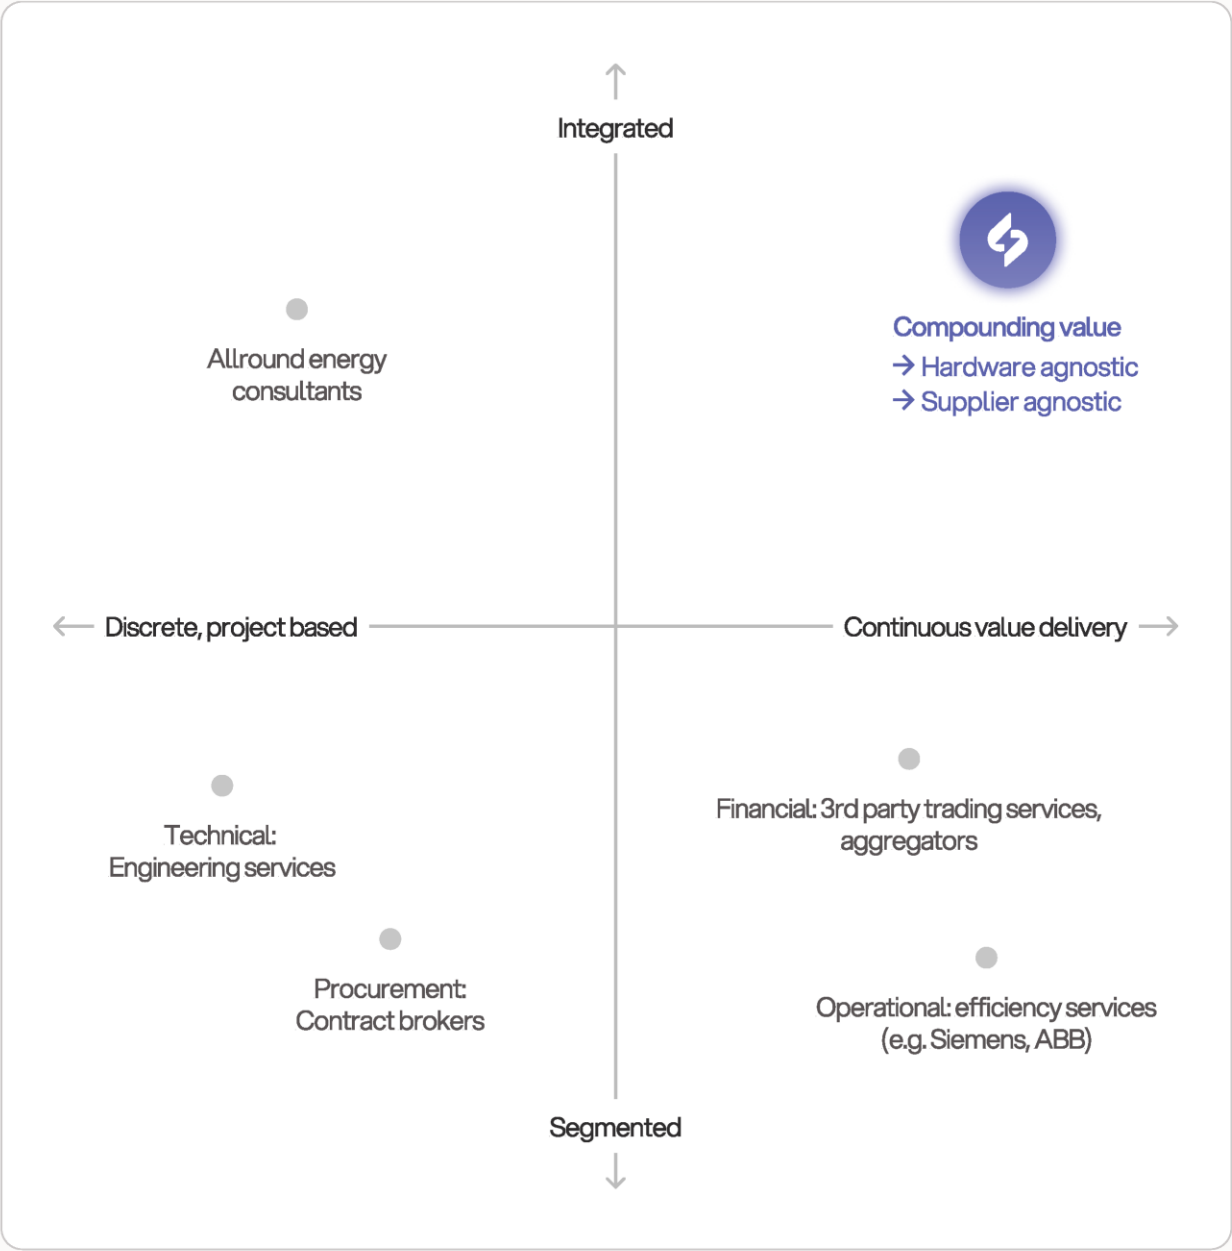 Integrated
Compounding value
→ Hardware agnostic
→ Supplier agnostic
Allround energy
consultants
Discrete, project based
Continuous value delivery
Technical:
Engineering services
Financial: 3rd party trading services,
aggregators
Procurement:
Contract brokers
Operational: efficiency services
(e.g. Siemens, ABB)
Segmented